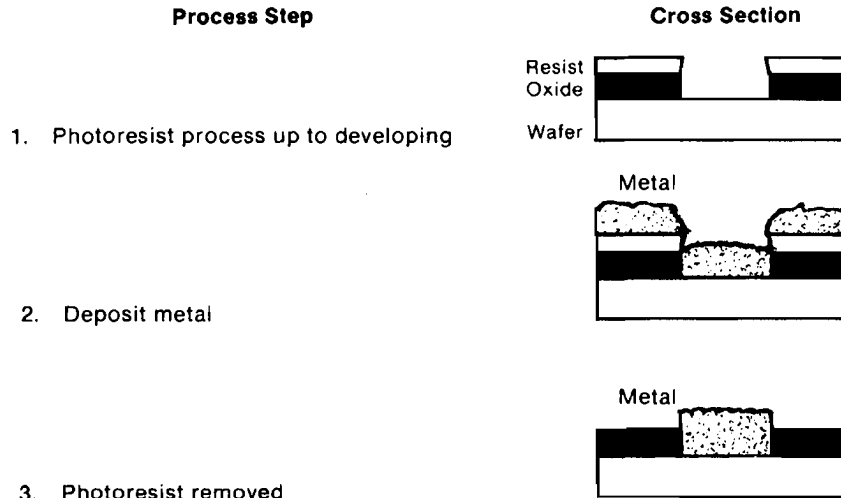 Process Step
Cross Section
Resist
Oxide
1. Photoresist process up to developing
Wafer
Metal
2. Deposit metal
Metal
3. Photoresist removed